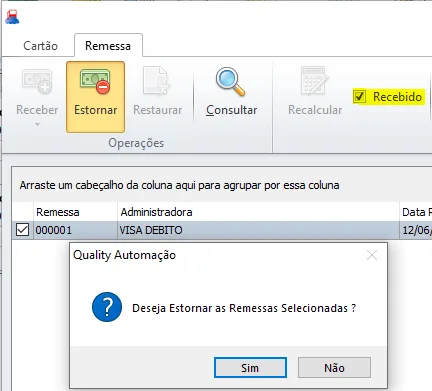 Cartão Remessa
Receber Estornar Restaurar Consultar Recalcular Recebido
Operações
Arraste um cabeçalho da coluna aqui para agrupar por essa coluna
Remessa Administradora Data
000001 VISA DEBITO 12/06/
Quality Automação
Deseja Estornar as Remessas Selecionadas ?
Sim Não